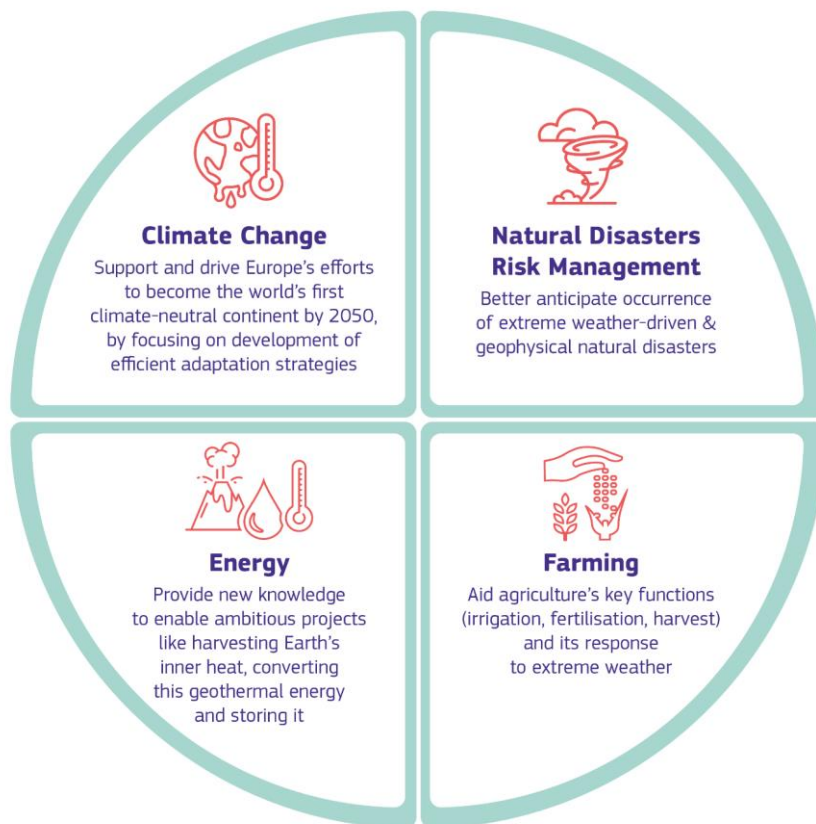 Climate Change
Support and drive Europe's efforts
to become the world's first
climate-neutral continent by 2050,
by focusing on development of
efficient adaptation strategies
Natural Disasters
Risk Management
Better anticipate occurrence
of extreme weather-driven &
geophysical natural disasters
Energy
Provide new knowledge
to enable ambitious projects
like harvesting Earth's
inner heat, converting
this geothermal energy
and storing it
Farming
Aid agriculture's key functions
(irrigation, fertilisation, harvest)
and its response
to extreme weather